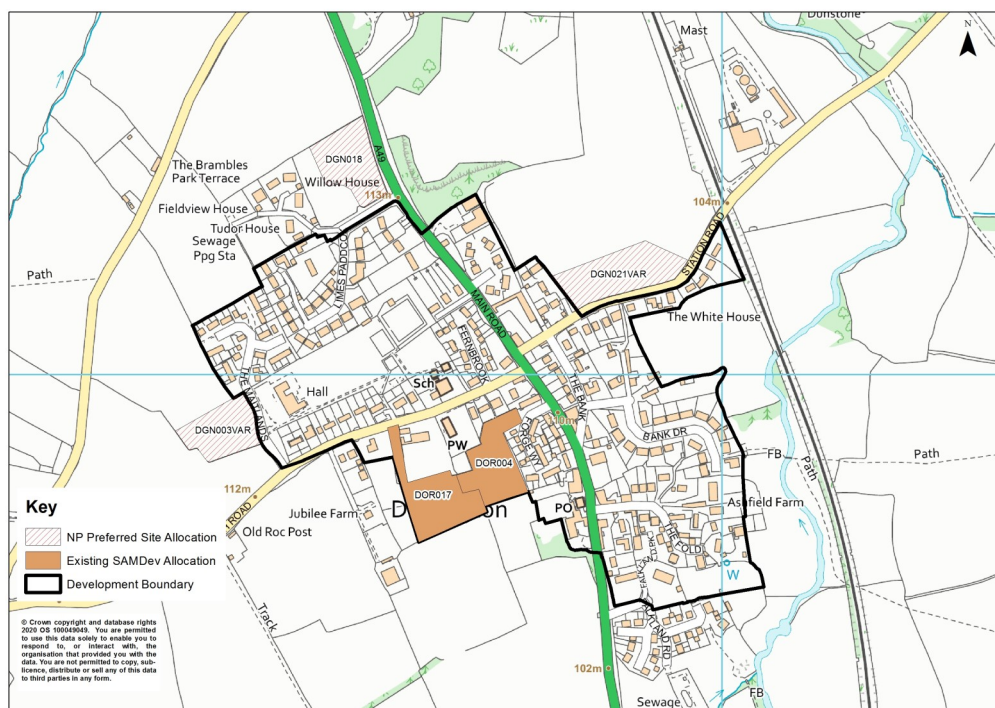 Dunstone
Mast
N
A49
DGN018
The Brambles
Park Terrace
Willow House
113m
Fieldview House
Tudor House
Sewage
Ppg Sta
104m
STATION ROAD
LIMES PADDOC
Path
DGN021VAR
MAIN ROAD
The White House
FERNBROOK
THE MAITLANDS
Hall
Sch
THE BANK
110m
DGN003VAR
PW
BANK DR
DOR004
FB
Path
Path
112m
DOR017
Jubilee Farm
PO
Ashfield Farm
ROAD
Old Roc Post
THE FOLD
W
Track
102m
Sewage
FB
Key
NP Preferred Site Allocation
Existing SAMDev Allocation
Development Boundary
© Crown copyright and database rights
2020 OS 100049049. You are permitted
to use this data solely to enable you to
respond to, or interact with, the
organisation that provided you with the
data. You are not permitted to copy, sub-
licence, distribute or sell any of this data
to third parties in any form.